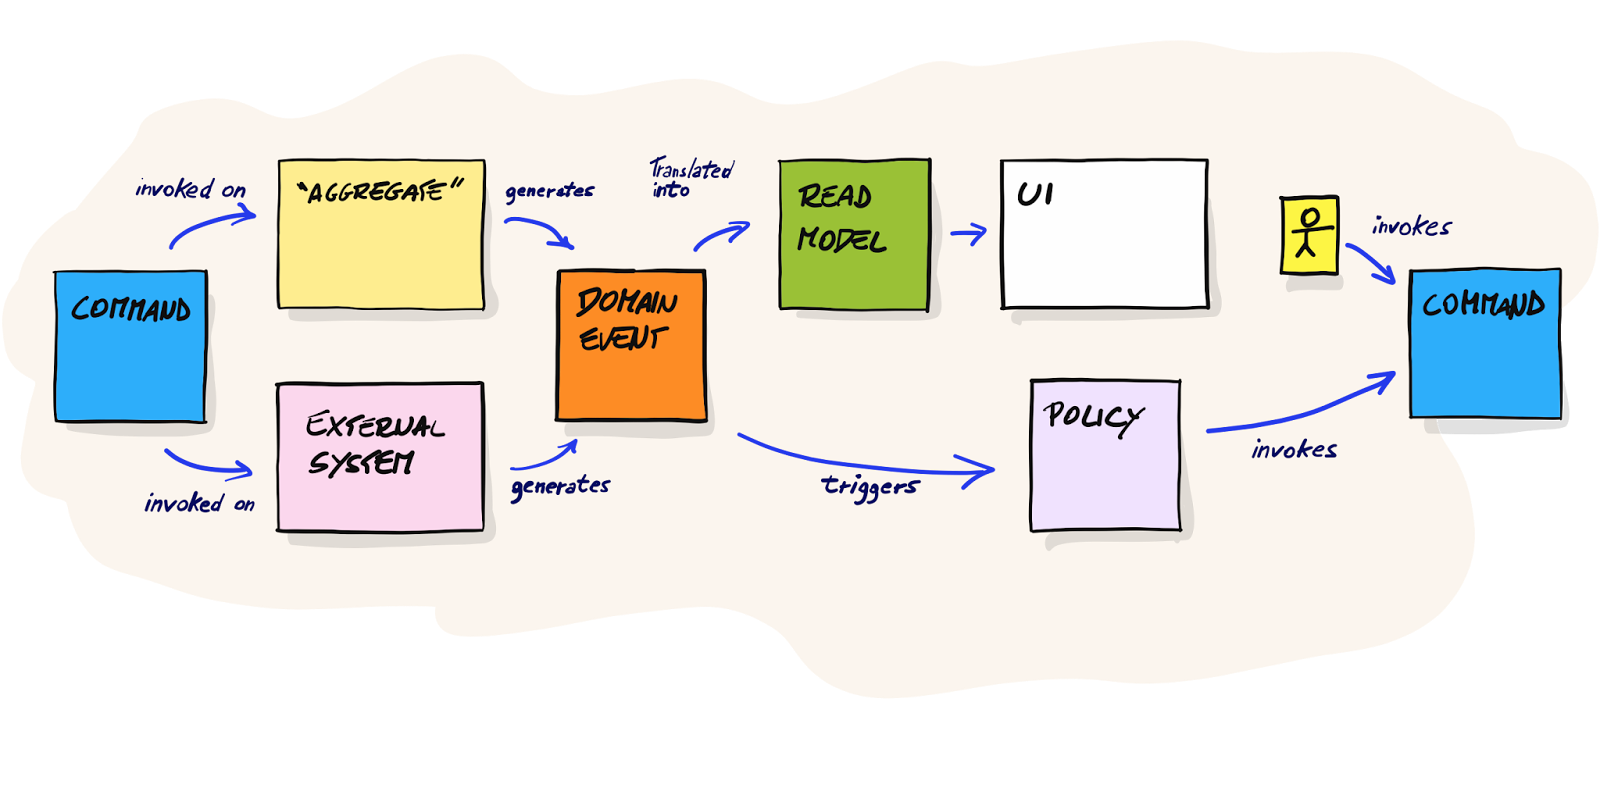 invoked on
"AGGREGATE"
generates
Translated
into
READ
MODEL
UI
invokes
COMMAND
DOMAIN
EVENT
COMMAND
EXTERNAL
SYSTEM
invoked on
generates
triggers
POLICY
invokes